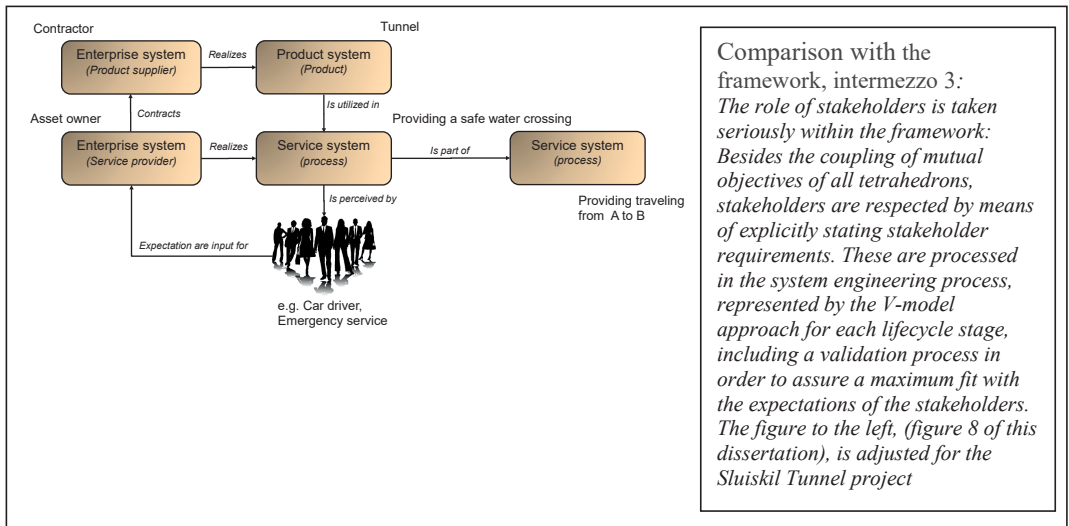 Contractor
Tunnel
Enterprise system
(Product supplier)
Realizes
Product system
(Product)
Contracts
Is utilized in
Asset owner
Providing a safe water crossing
Enterprise system
(Service provider)
Realizes
Service system
(process)
Is part of
Service system
(process)
Is perceived by
Providing traveling
from A to B
Expectation are input for
e.g. Car driver,
Emergency service
Comparison with the
framework, intermezzo 3:
The role of stakeholders is taken
seriously within the framework:
Besides the coupling of mutual
objectives of all tetrahedrons,
stakeholders are respected by means
of explicitly stating stakeholder
requirements. These are processed
in the system engineering process,
represented by the V-model
approach for each lifecycle stage,
including a validation process in
order to assure a maximum fit with
the expectations of the stakeholders.
The figure to the left, (figure 8 of this
dissertation), is adjusted for the
Sluiskil Tunnel project